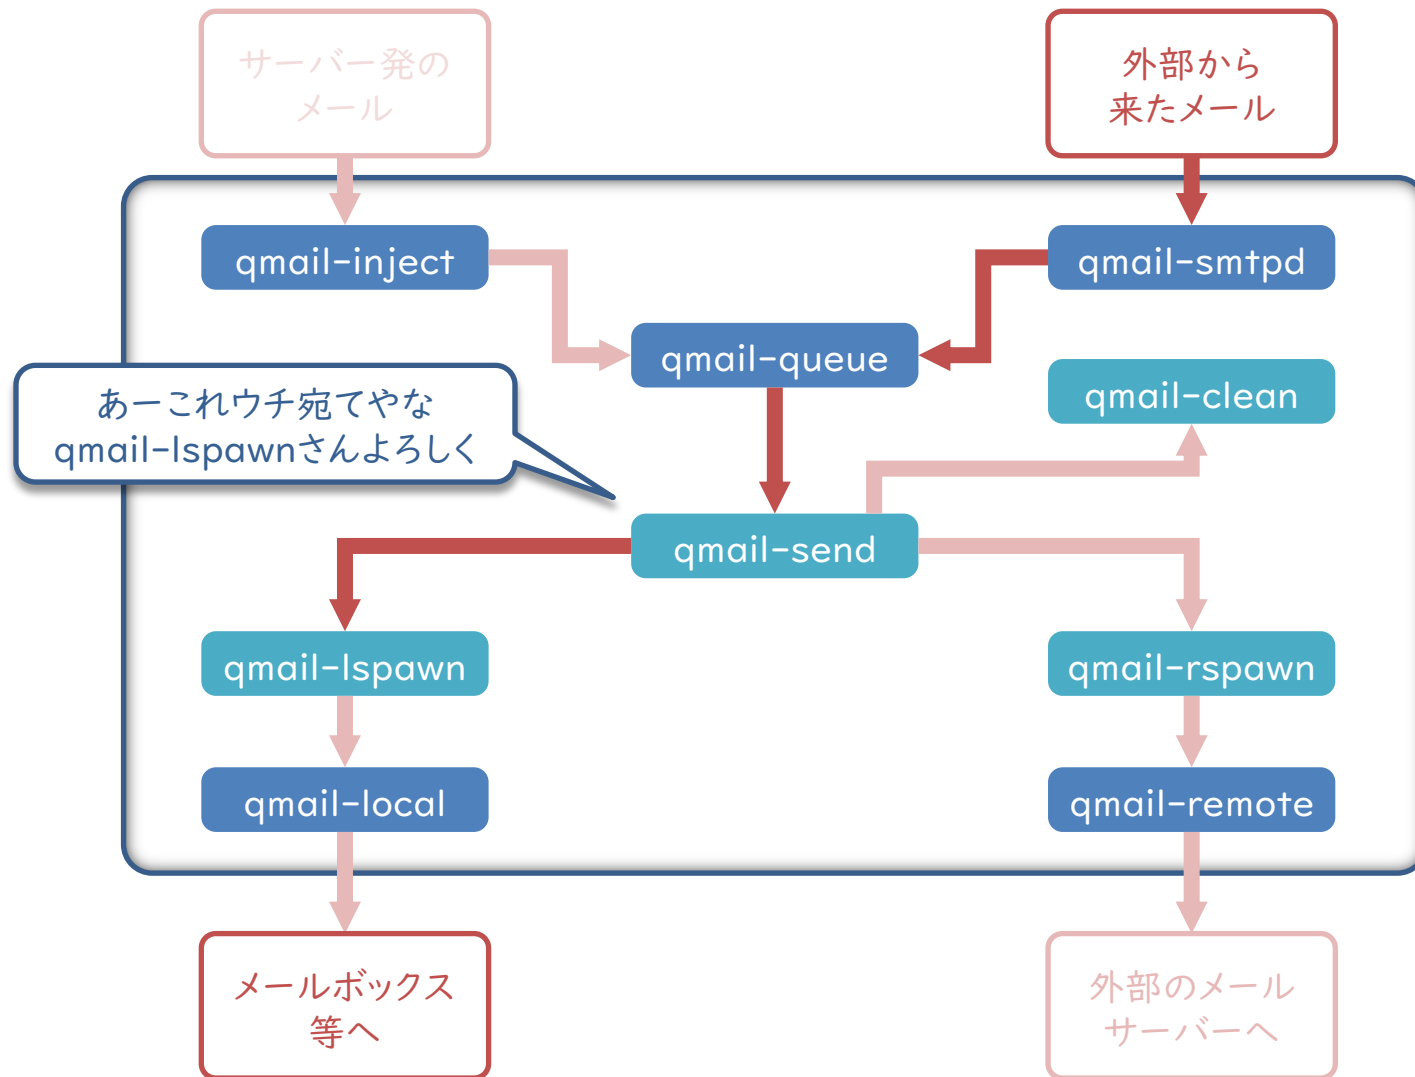 サーバー発の
メール
外部から
来たメール
qmail-inject
qmail-smtpd
qmail-queue
qmail-clean
あーこれウチ宛てやな
qmail-lspawnさんよろしく
qmail-send
qmail-lspawn
qmail-rspawn
qmail-local
qmail-remote
メールボックス
等へ
外部のメール
サーバーへ